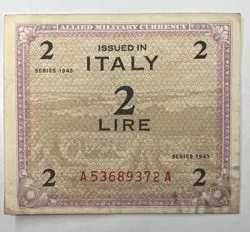 ALLIED MILITARY CURRENCY
2 ISSUED IN 2
ITALY
SERIES 1943
2
LIRE
SERIES 1943
2 A53689372A 2